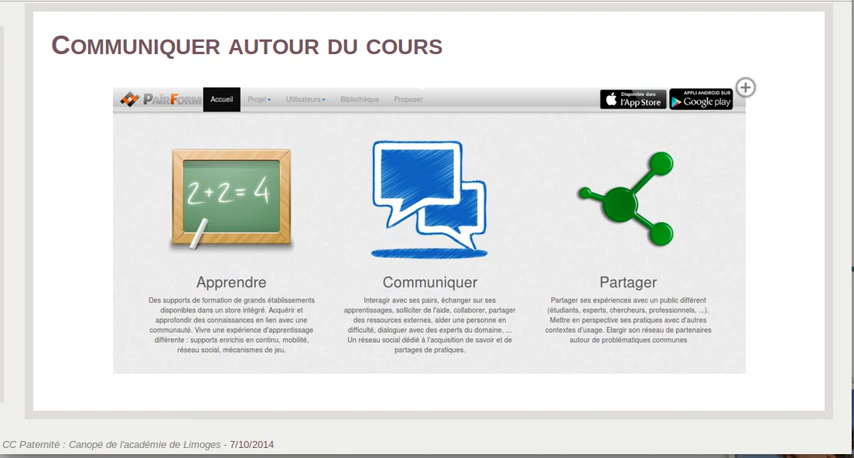 COMMUNIQUER AUTOUR DU COURS
PAIRFORM Accueil Projet Utilisateurs Bibliothèque Proposer
Disponible dans
l'App Store
APPLI ANDROID SUR
Google play
2+2=4
Apprendre
Des supports de formation de grands établissements
disponibles dans un store intégré. Acquérir et
approfondir des connaissances en lien avec une
communauté. Vivre une expérience d'apprentissage
différente : supports enrichis en continu, mobilité,
réseau social, mécanismes de jeu.
Communiquer
Interagir avec ses pairs, échanger sur ses
apprentissages, solliciter de l'aide, collaborer, partager
des ressources externes, aider une personne en
difficulté, dialoguer avec des experts du domaine, ...
Un réseau social dédié à l'acquisition de savoir et de
partages de pratiques.
Partager
Partager ses expériences avec un public différent
(étudiants, experts, chercheurs, professionnels, ...).
Mettre en perspective ses pratiques avec d'autres
contextes d'usage. Elargir son réseau de partenaires
autour de problématiques communes
CC Paternité : Canopé de l'académie de Limoges - 7/10/2014